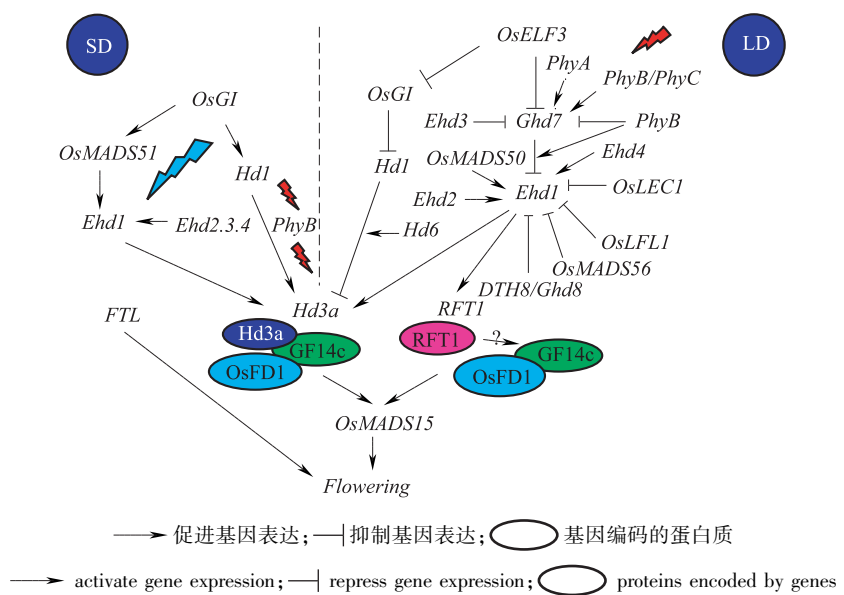 SD
LD
OsELF3
PhyA
PhyB/PhyC
OsGI
OsGI
Ehd3
Ghd7
PhyB
OsMADS51
OsMADS50
Ehd4
Hd1
Hd1
Ehd1
OsLEC1
Ehd2
Ehd1
Ehd2.3.4
PhyB
Hd6
OsLFL1
OsMADS56
DTH8/Ghd8
Hd3a
RFT1
FTL
Hd3a
GF14c
OsFD1
RFT1
?
GF14c
OsFD1
OsMADS15
Flowering
促进基因表达; 抑制基因表达; 基因编码的蛋白质
activate gene expression; repress gene expression; proteins encoded by genes